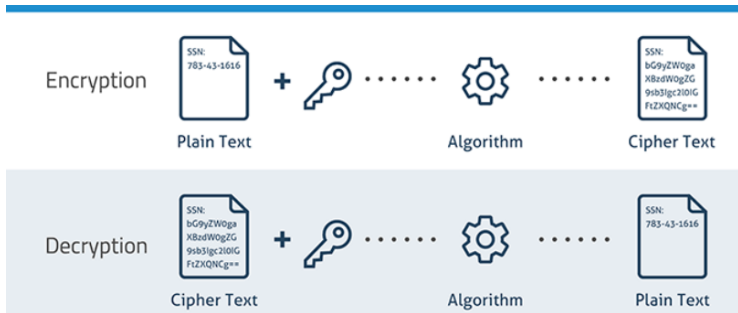 Encryption
SSN:
783-43-1616
+
Plain Text
Algorithm
SSN:
bG9yZW0ga
XBzdW0gZG
9sb3Igc2l0IG
FtZXQNCg==
Cipher Text
Decryption
SSN:
bG9yZW0ga
XBzdW0gZG
9sb3Igc2l0IG
FtZXQNCg==
+
Cipher Text
Algorithm
SSN:
783-43-1616
Plain Text